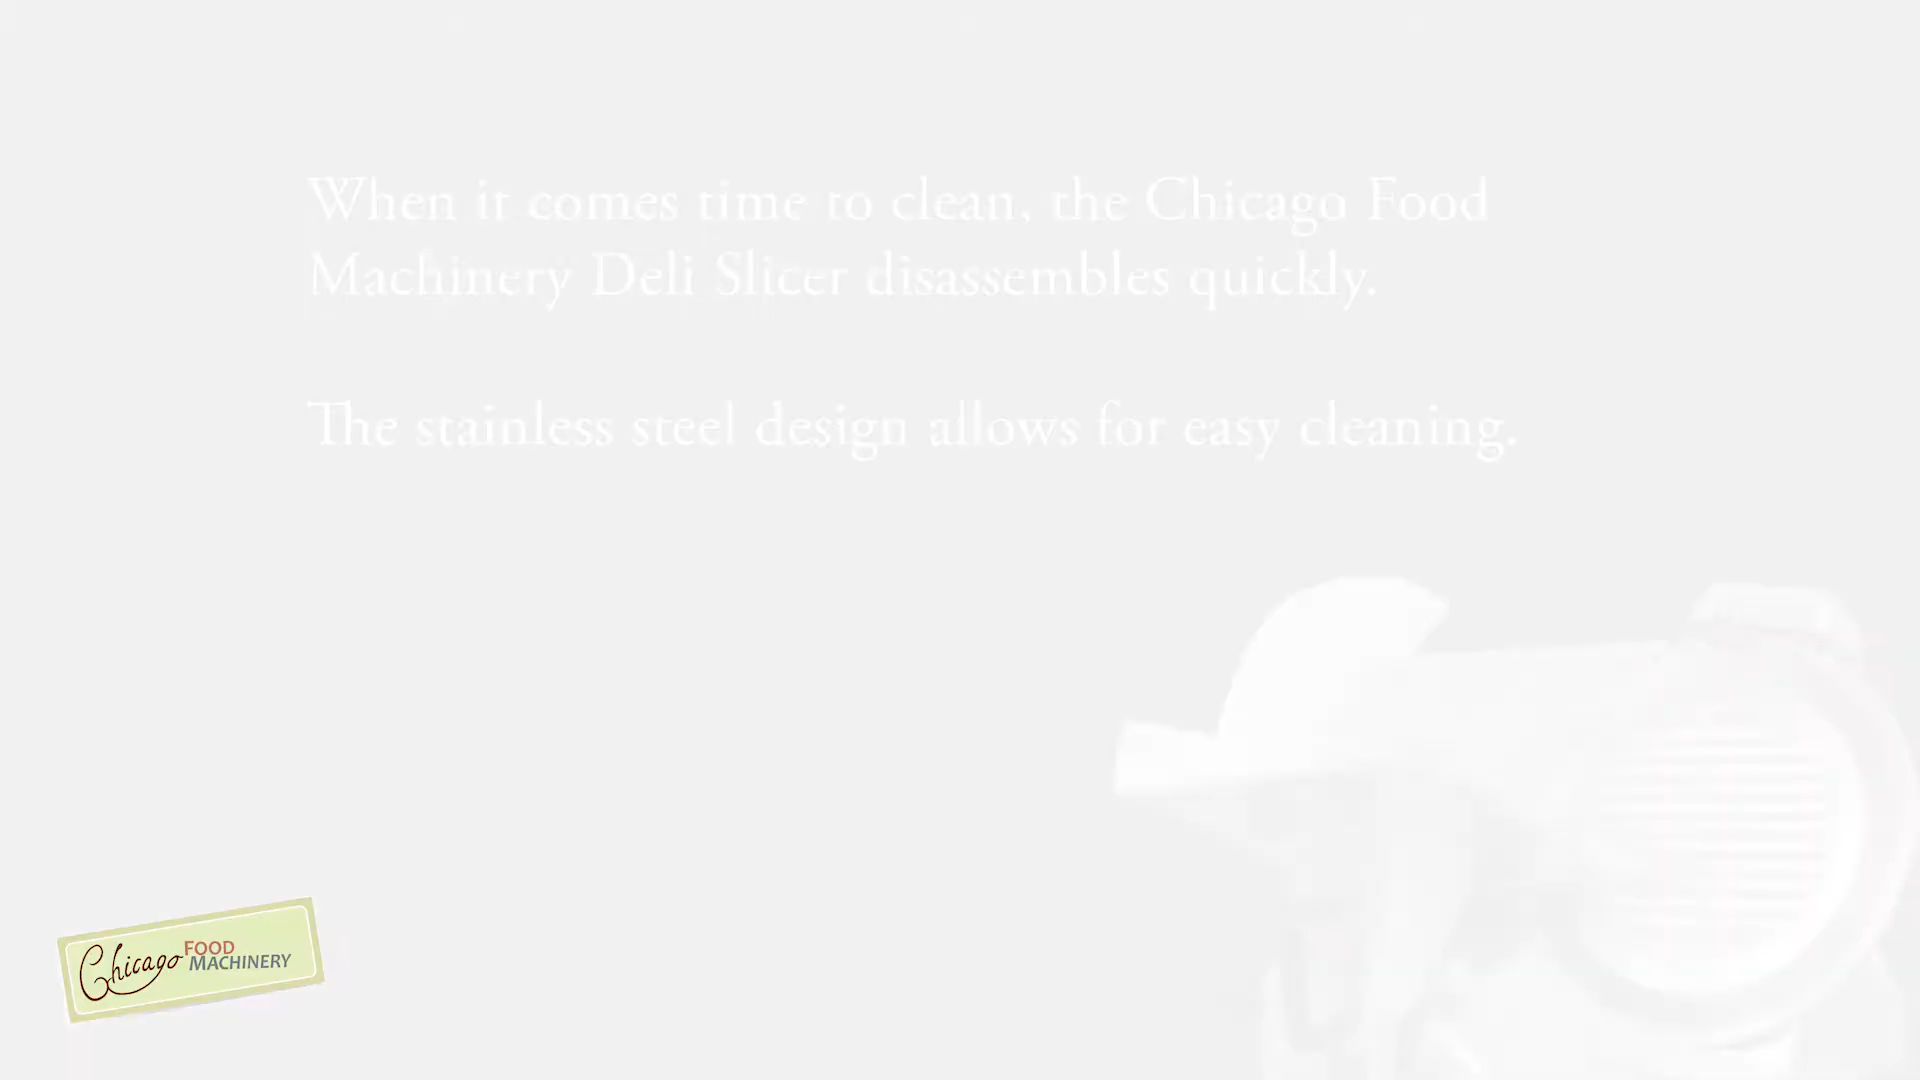 When it comes time to clean, the Chicago Food
Machinery Deli Slicer disassembles quickly.
The stainless steel design allows for easy cleaning.
Chicago FOOD
MACHINERY